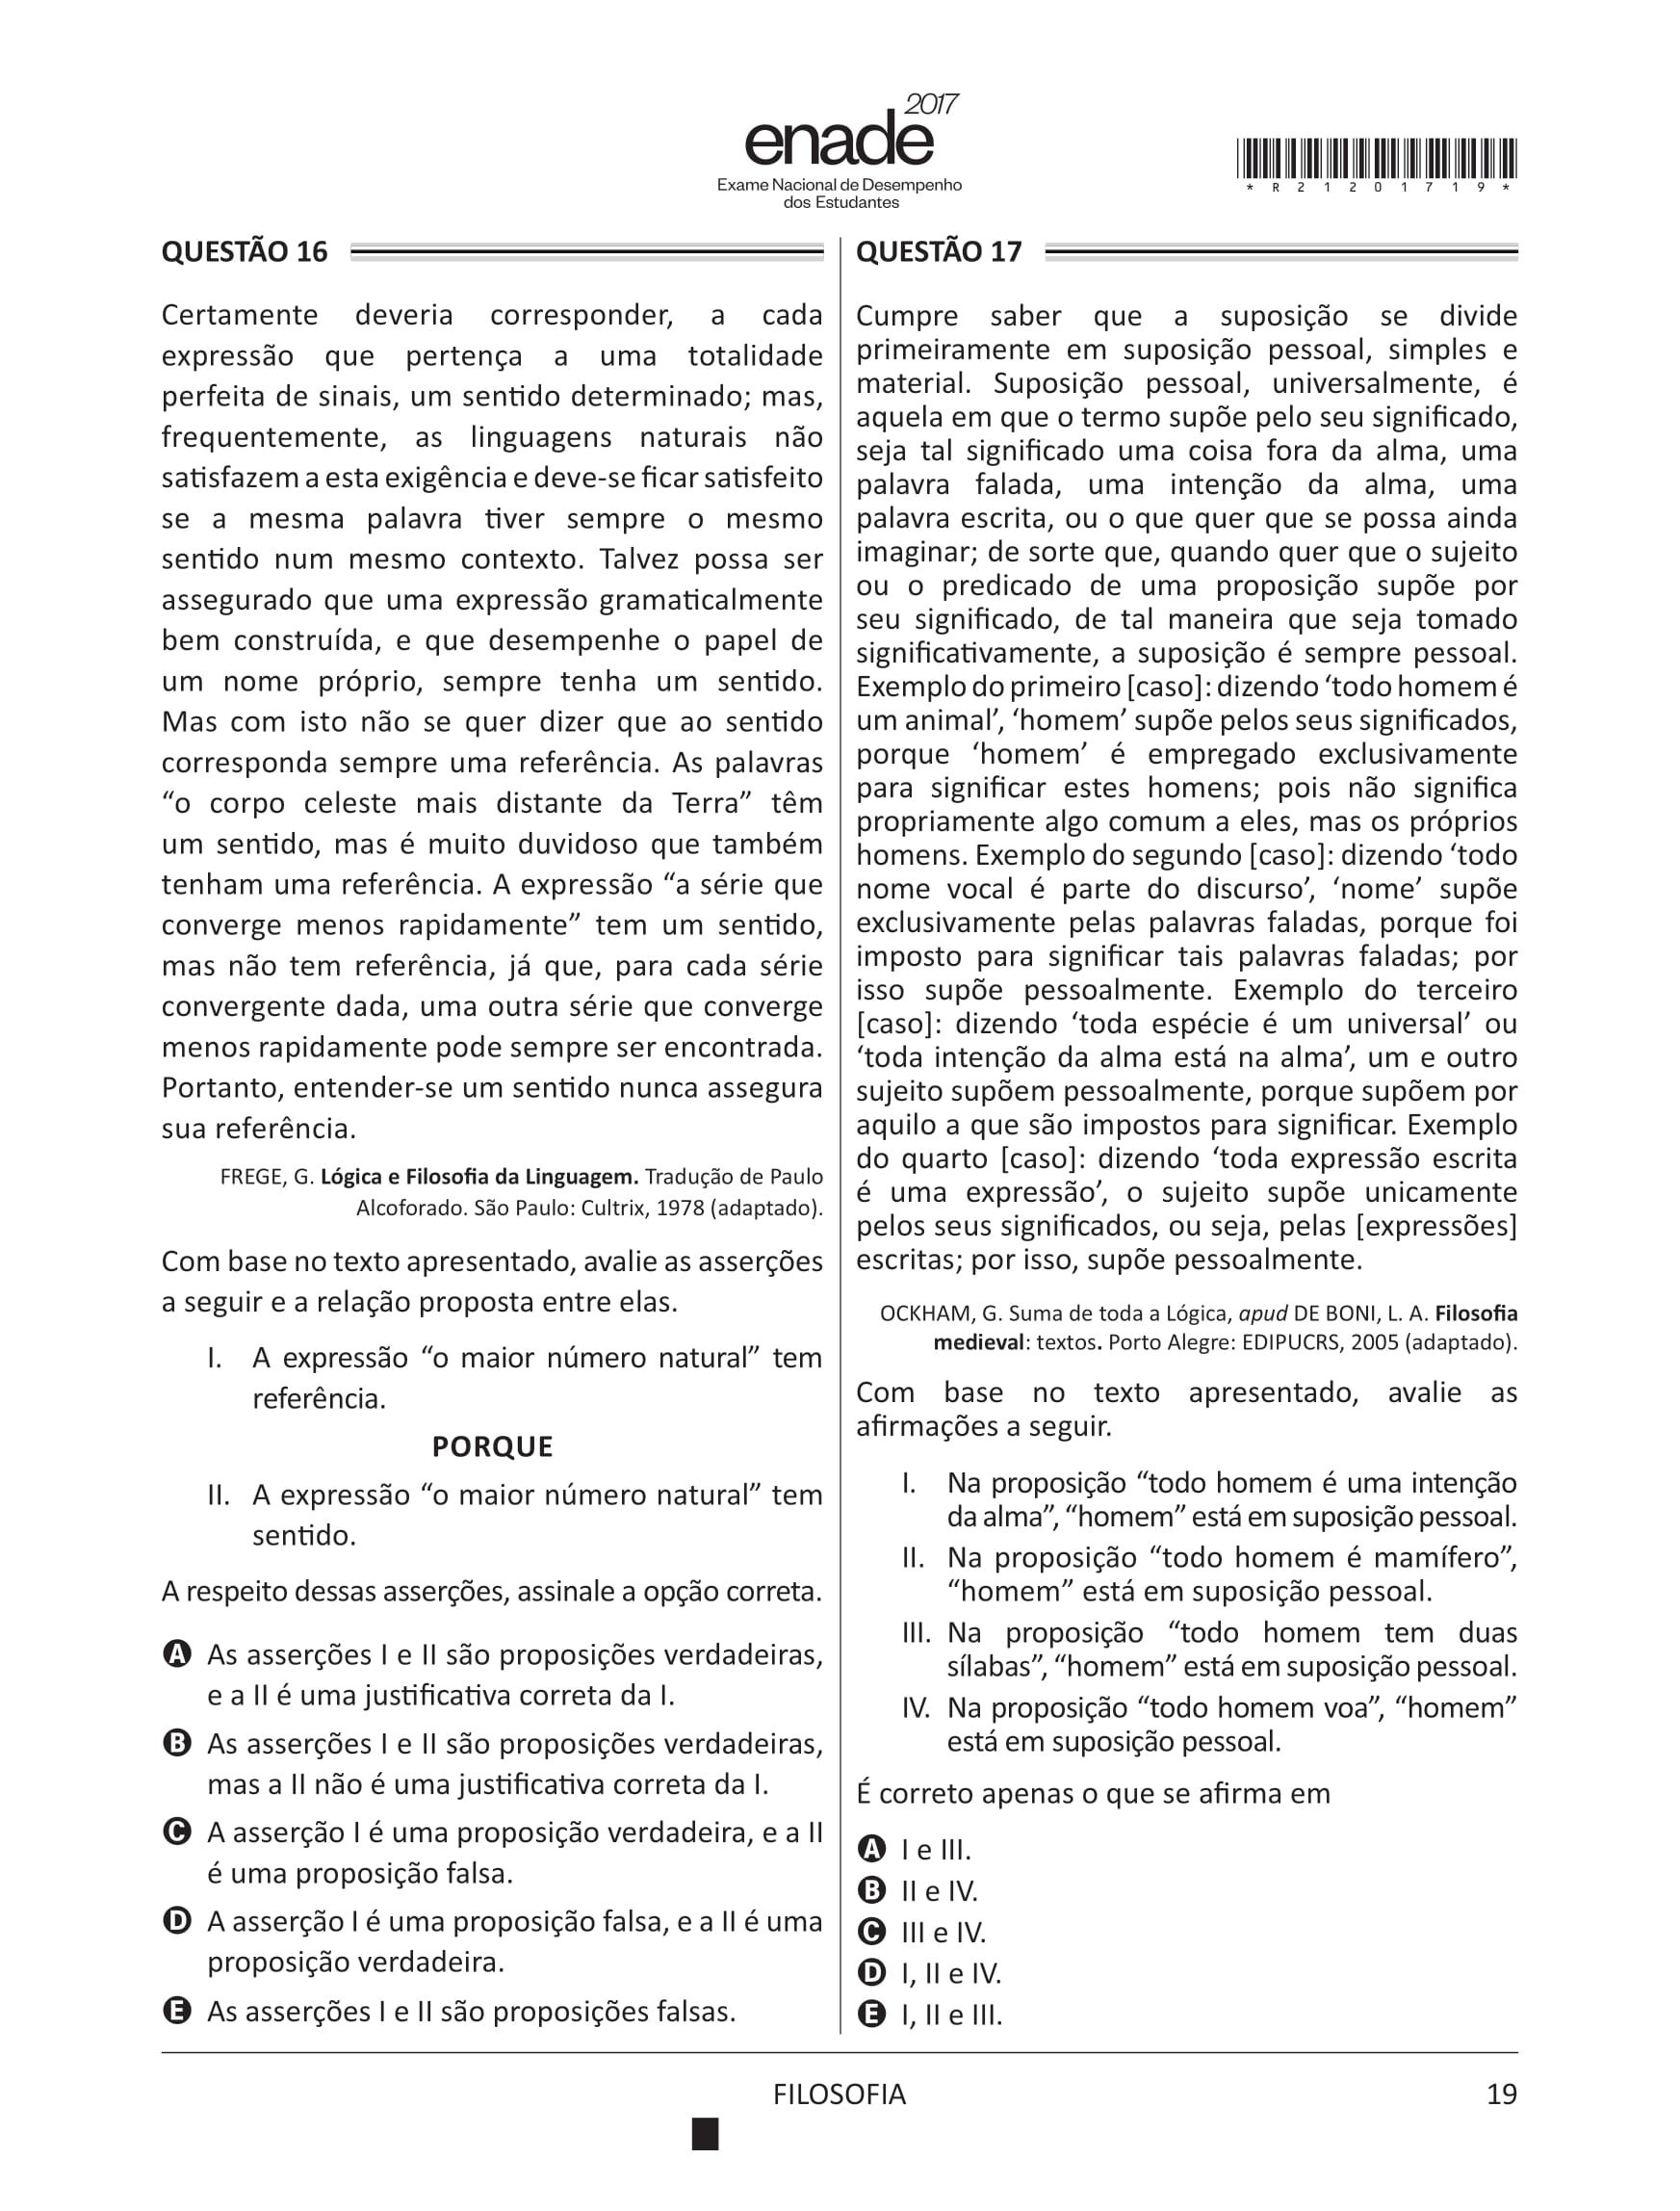 2017
enade
Exame Nacional de Desempenho
dos Estudantes
* R 2 1 2 0 1 7 1 9 *
QUESTÃO 16
Certamente deveria corresponder, a cada
expressão que pertença a uma totalidade
perfeita de sinais, um sentido determinado; mas,
frequentemente, as linguagens naturais não
satisfazem a esta exigência e deve-se ficar satisfeito
se a mesma palavra tiver sempre o mesmo
sentido num mesmo contexto. Talvez possa ser
assegurado que uma expressão gramaticalmente
bem construída, e que desempenhe o papel de
um nome próprio, sempre tenha um sentido.
Mas com isto não se quer dizer que ao sentido
corresponda sempre uma referência. As palavras
“o corpo celeste mais distante da Terra” têm
um sentido, mas é muito duvidoso que também
tenham uma referência. A expressão “a série que
converge menos rapidamente” tem um sentido,
mas não tem referência, já que, para cada série
convergente dada, uma outra série que converge
menos rapidamente pode sempre ser encontrada.
Portanto, entender-se um sentido nunca assegura
sua referência.
FREGE, G. Lógica e Filosofia da Linguagem. Tradução de Paulo
Alcoforado. São Paulo: Cultrix, 1978 (adaptado).
Com base no texto apresentado, avalie as asserções
a seguir e a relação proposta entre elas.
I. A expressão “o maior número natural” tem
referência.
PORQUE
II. A expressão “o maior número natural” tem
sentido.
A respeito dessas asserções, assinale a opção correta.
A As asserções I e II são proposições verdadeiras,
e a II é uma justificativa correta da I.
B As asserções I e II são proposições verdadeiras,
mas a II não é uma justificativa correta da I.
C A asserção I é uma proposição verdadeira, e a II
é uma proposição falsa.
D A asserção I é uma proposição falsa, e a II é uma
proposição verdadeira.
E As asserções I e II são proposições falsas.
QUESTÃO 17
Cumpre saber que a suposição se divide
primeiramente em suposição pessoal, simples e
material. Suposição pessoal, universalmente, é
aquela em que o termo supõe pelo seu significado,
seja tal significado uma coisa fora da alma, uma
palavra falada, uma intenção da alma, uma
palavra escrita, ou o que quer que se possa ainda
imaginar; de sorte que, quando quer que o sujeito
ou o predicado de uma proposição supõe por
seu significado, de tal maneira que seja tomado
significativamente, a suposição é sempre pessoal.
Exemplo do primeiro [caso]: dizendo ‘todo homem é
um animal’, ‘homem’ supõe pelos seus significados,
porque ‘homem’ é empregado exclusivamente
para significar estes homens; pois não significa
propriamente algo comum a eles, mas os próprios
homens. Exemplo do segundo [caso]: dizendo ‘todo
nome vocal é parte do discurso’, ‘nome’ supõe
exclusivamente pelas palavras faladas, porque foi
imposto para significar tais palavras faladas; por
isso supõe pessoalmente. Exemplo do terceiro
[caso]: dizendo ‘toda espécie é um universal’ ou
‘toda intenção da alma está na alma’, um e outro
sujeito supõem pessoalmente, porque supõem por
aquilo a que são impostos para significar. Exemplo
do quarto [caso]: dizendo ‘toda expressão escrita
é uma expressão’, o sujeito supõe unicamente
pelos seus significados, ou seja, pelas [expressões]
escritas; por isso, supõe pessoalmente.
OCKHAM, G. Suma de toda a Lógica, apud DE BONI, L. A. Filosofia
medieval: textos. Porto Alegre: EDIPUCRS, 2005 (adaptado).
Com base no texto apresentado, avalie as
afirmações a seguir.
I. Na proposição “todo homem é uma intenção
da alma”, “homem” está em suposição pessoal.
II. Na proposição “todo homem é mamífero”,
“homem” está em suposição pessoal.
III. Na proposição “todo homem tem duas
sílabas”, “homem” está em suposição pessoal.
IV. Na proposição “todo homem voa”, “homem”
está em suposição pessoal.
É correto apenas o que se afirma em
A I e III.
B II e IV.
C III e IV.
D I, II e IV.
E I, II e III.
FILOSOFIA
19